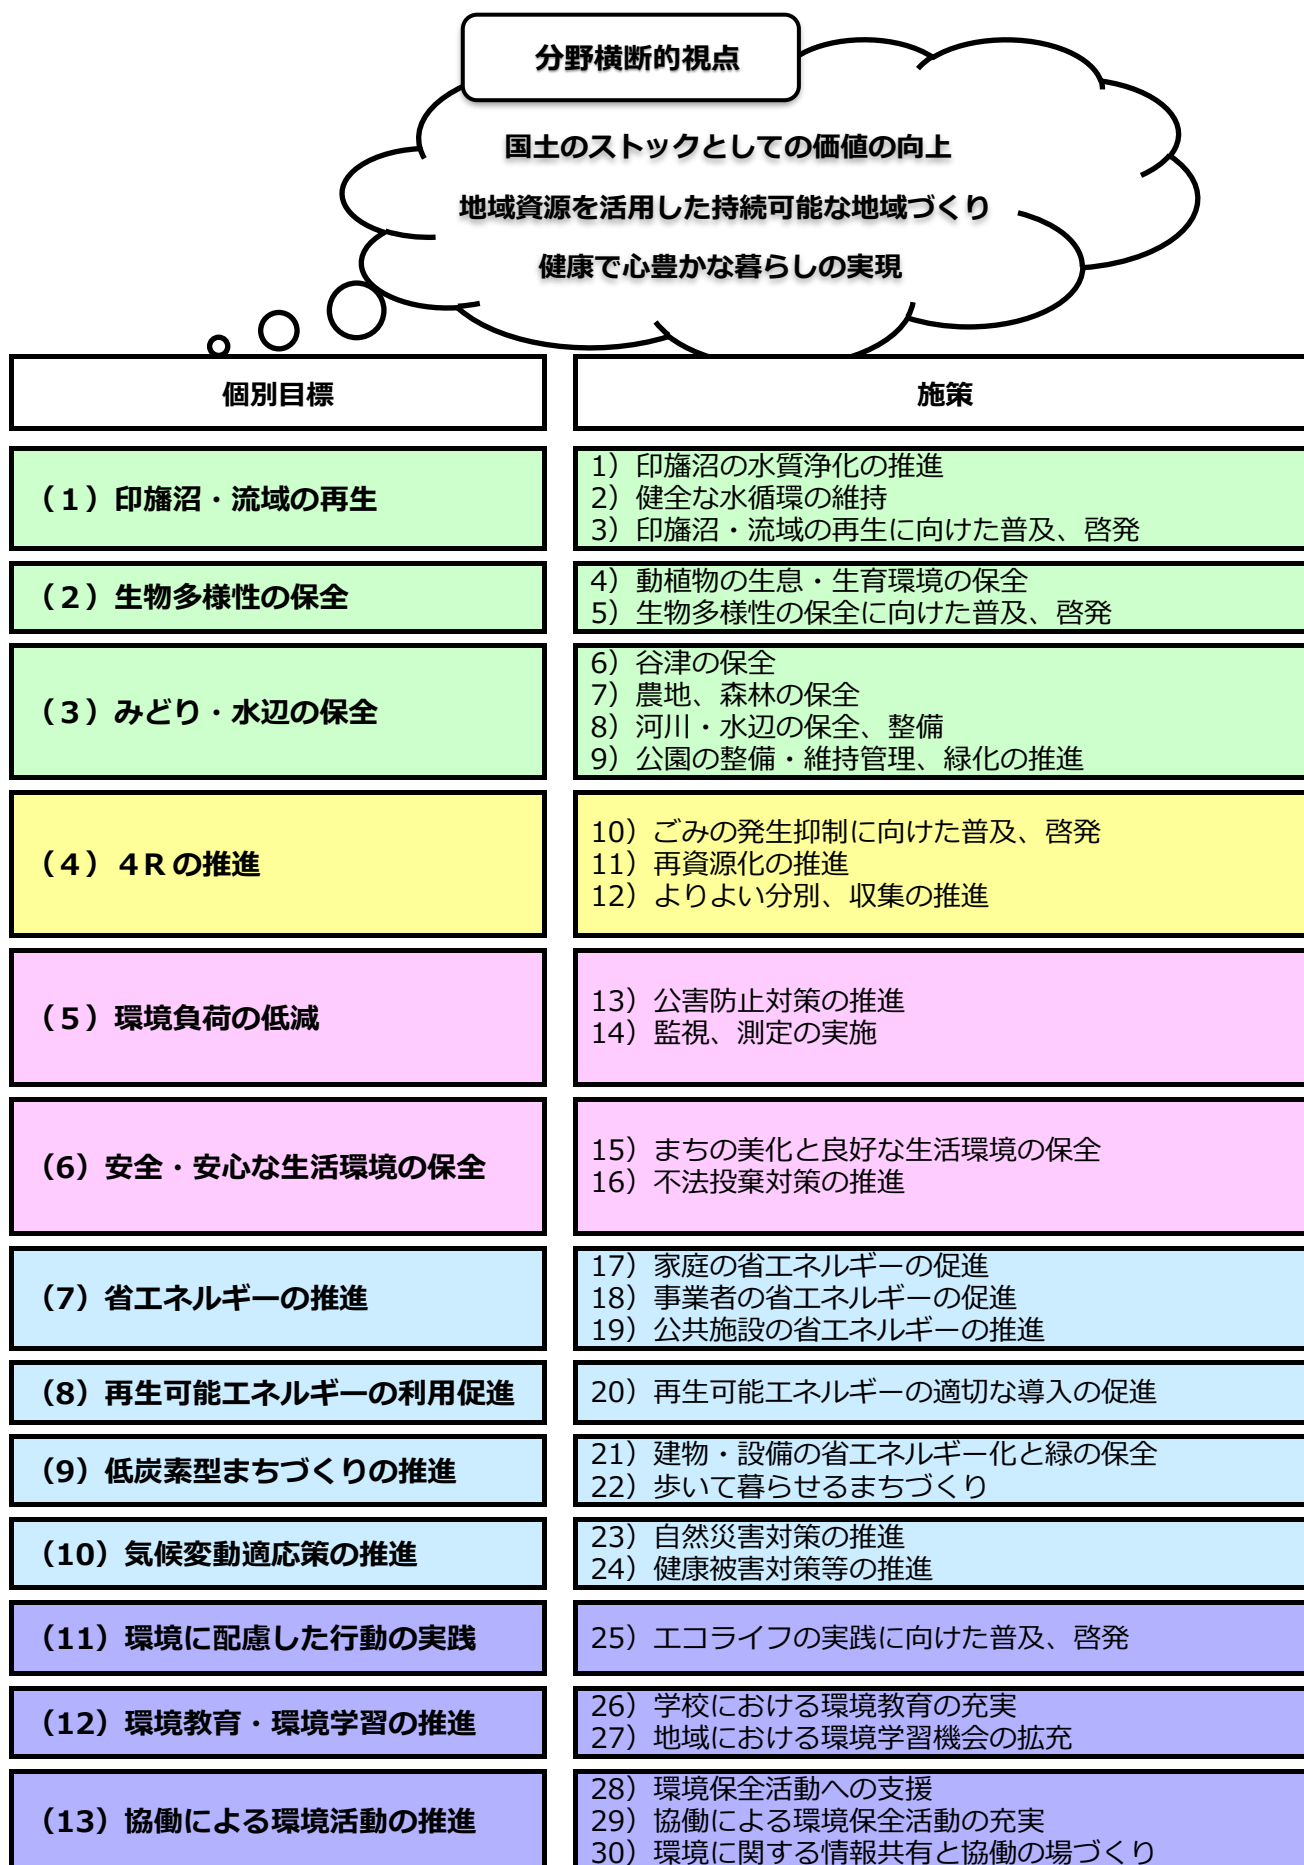 分野横断的視点
国土のストックとしての価値の向上
地域資源を活用した持続可能な地域づくり
健康で心豊かな暮らしの実現
個別目標
施策
（１）印旛沼・流域の再生
1）印旛沼の水質浄化の推進
2）健全な水循環の維持
3）印旛沼・流域の再生に向けた普及、啓発
（２）生物多様性の保全
4）動植物の生息・生育環境の保全
5）生物多様性の保全に向けた普及、啓発
（３）みどり・水辺の保全
6）谷津の保全
7）農地、森林の保全
8）河川・水辺の保全、整備
9）公園の整備・維持管理、緑化の推進
（４）４Ｒの推進
10）ごみの発生抑制に向けた普及、啓発
11）再資源化の推進
12）よりよい分別、収集の推進
（５）環境負荷の低減
13）公害防止対策の推進
14）監視、測定の実施
（6）安全・安心な生活環境の保全
15）まちの美化と良好な生活環境の保全
16）不法投棄対策の推進
（7）省エネルギーの推進
17）家庭の省エネルギーの促進
18）事業者の省エネルギーの促進
19）公共施設の省エネルギーの推進
（8）再生可能エネルギーの利用促進
20）再生可能エネルギーの適切な導入の促進
（9）低炭素型まちづくりの推進
21）建物・設備の省エネルギー化と緑の保全
22）歩いて暮らせるまちづくり
（10）気候変動適応策の推進
23）自然災害対策の推進
24）健康被害対策等の推進
（11）環境に配慮した行動の実践
25）エコライフの実践に向けた普及、啓発
（12）環境教育・環境学習の推進
26）学校における環境教育の充実
27）地域における環境学習機会の拡充
（13）協働による環境活動の推進
28）環境保全活動への支援
29）協働による環境保全活動の充実
30）環境に関する情報共有と協働の場づくり